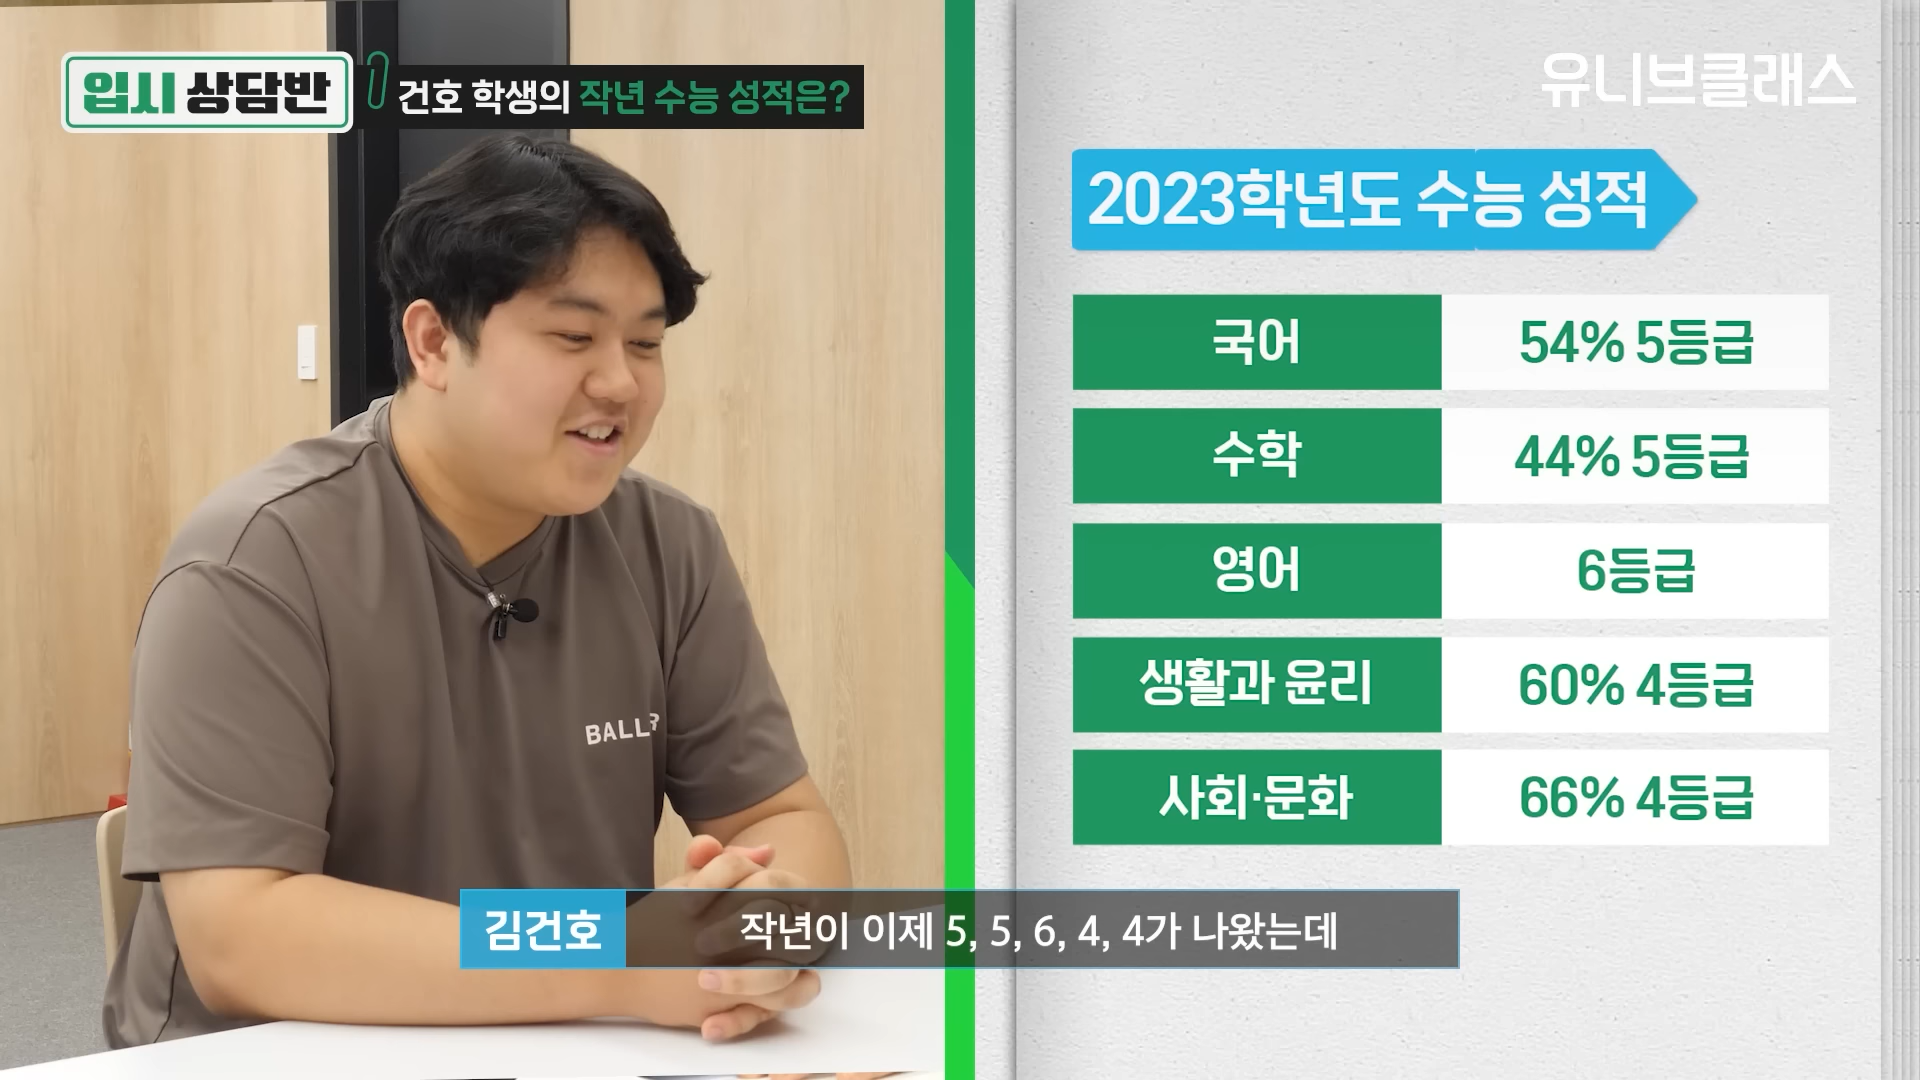 입시 상담반
건호 학생의 작년 수능 성적은?
유니브클래스
2023학년도 수능 성적
국어 54% 5등급
수학 44% 5등급
영어 6등급
생활과 윤리 60% 4등급
사회·문화 66% 4등급
BALLR
김건호 작년이 이제 5, 5, 6, 4, 4가 나왔는데